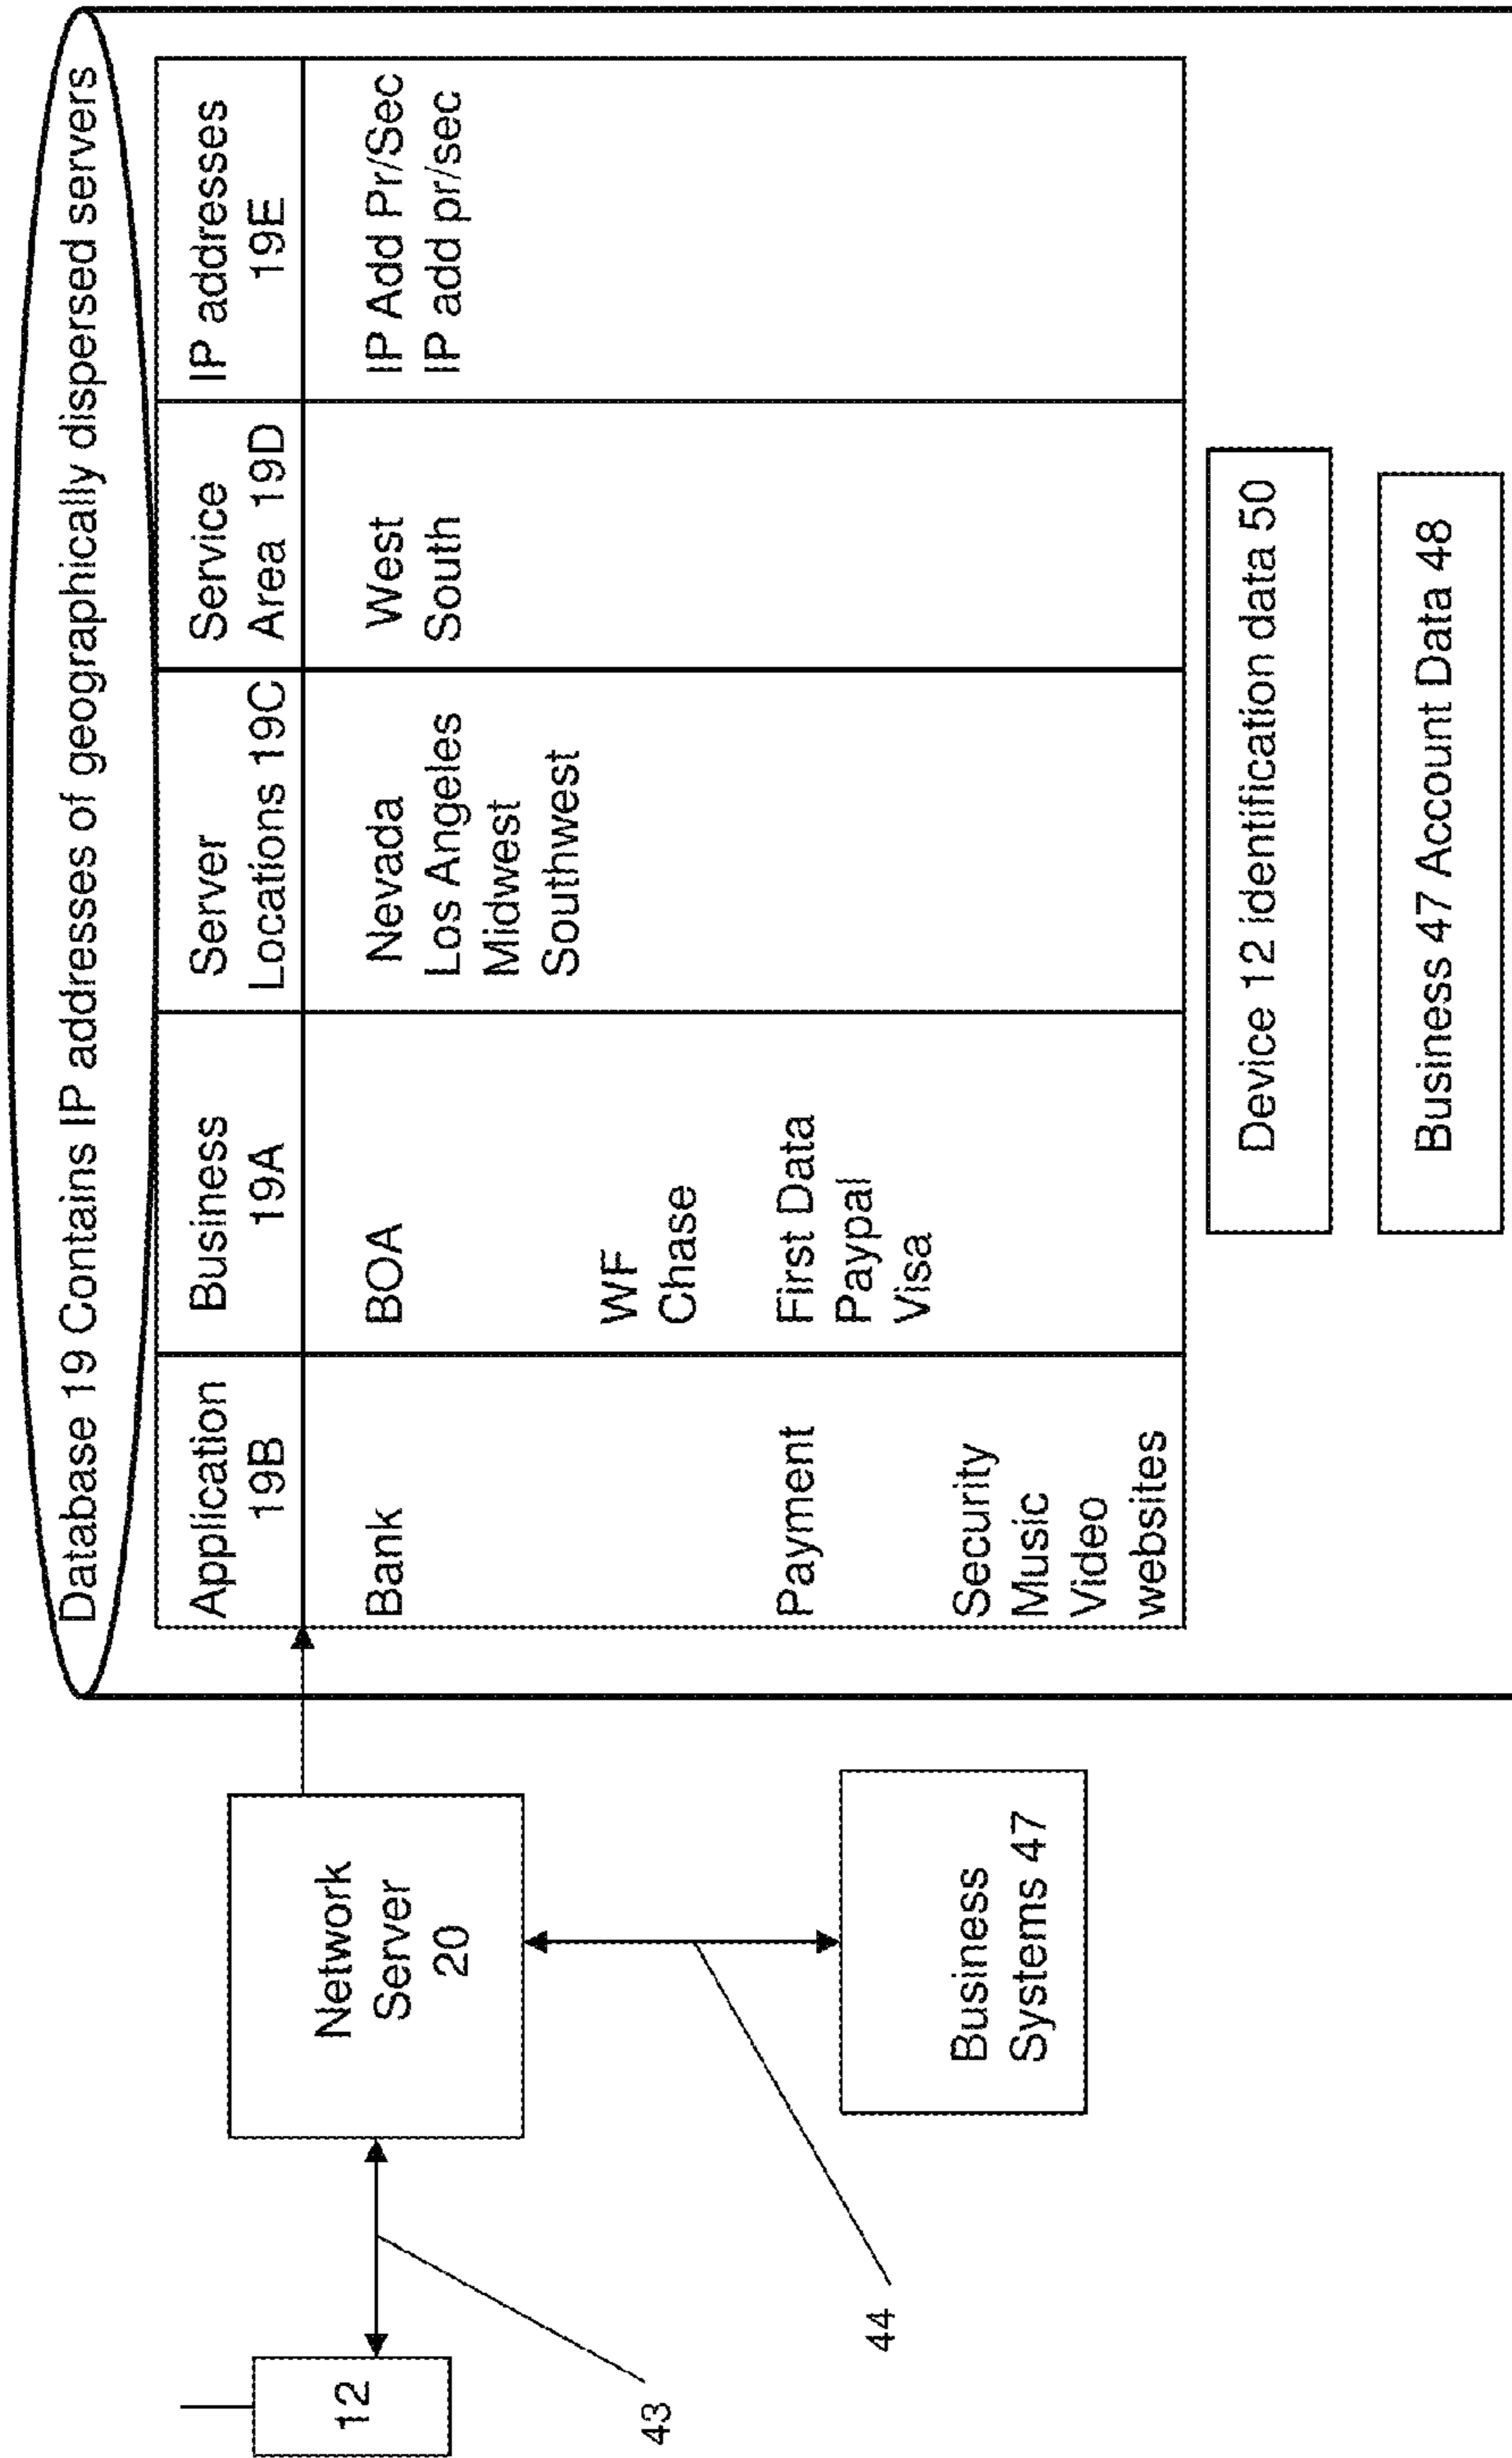 Database 19 Contains IP addresses of geographically dispersed servers
Application
19B
Business
19A
Server
Locations 19C
Service
Area 19D
IP addresses
19E
Bank
Payment
Security
Music
Video
websites
BOA
WF
Chase
First Data
Paypal
Visa
Nevada
Los Angeles
Midwest
Southwest
West
South
IP Add Pr/Sec
IP add pr/sec
Device 12 identification data 50
Business 47 Account Data 48
Network
Server
20
Business
Systems 47
12
43
44